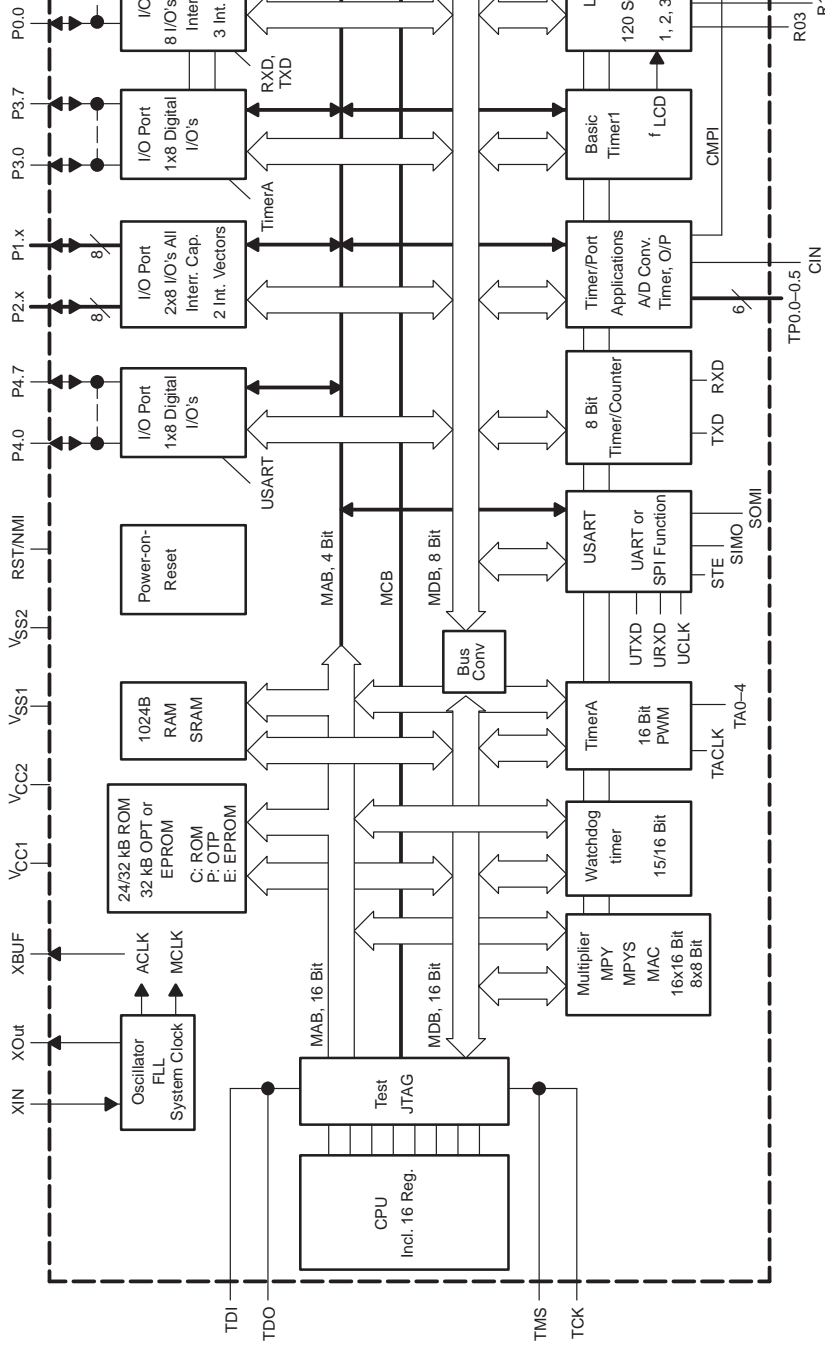 XIN
XOut
XBUF
VCC1
VCC2
VSS1
VSS2
RST/NMI
P4.0
P4.7
P2.x
P1.x
P3.0
P3.7
P0.0
TDI
TDO
TMS
TCK
CPU
Incl. 16 Reg.
Test
JTAG
Oscillator
FLL
System Clock
ACLK
MCLK
24/32 kB ROM
32 kB OPT or
EPROM
C: ROM
P: OTP
E: EPROM
1024B
RAM
SRAM
Power-on-
Reset
I/O Port
1x8 Digital
I/O's
USART
8
8
I/O Port
2x8 I/O's All
Interr. Cap.
2 Int. Vectors
I/O Port
1x8 Digital
I/O's
TimerA
I/O
8 I/O's
Inter
3 Int.
RXD,
TXD
MAB, 16 Bit
MDB, 16 Bit
MAB, 4 Bit
MCB
MDB, 8 Bit
Bus
Conv
Multiplier
MPY
MPYS
MAC
16x16 Bit
8x8 Bit
Watchdog
timer
15/16 Bit
TimerA
16 Bit
PWM
TACLK
TA0–4
USART
UART or
SPI Function
UTXD
URXD
UCLK
STE
SIMO
SOMI
8 Bit
Timer/Counter
TXD
RXD
Timer/Port
Applications
A/D Conv.
Timer, O/P
6
TP0.0–0.5
CIN
CMPI
Basic
Timer1
f LCD
L
120 S
1, 2, 3
R03